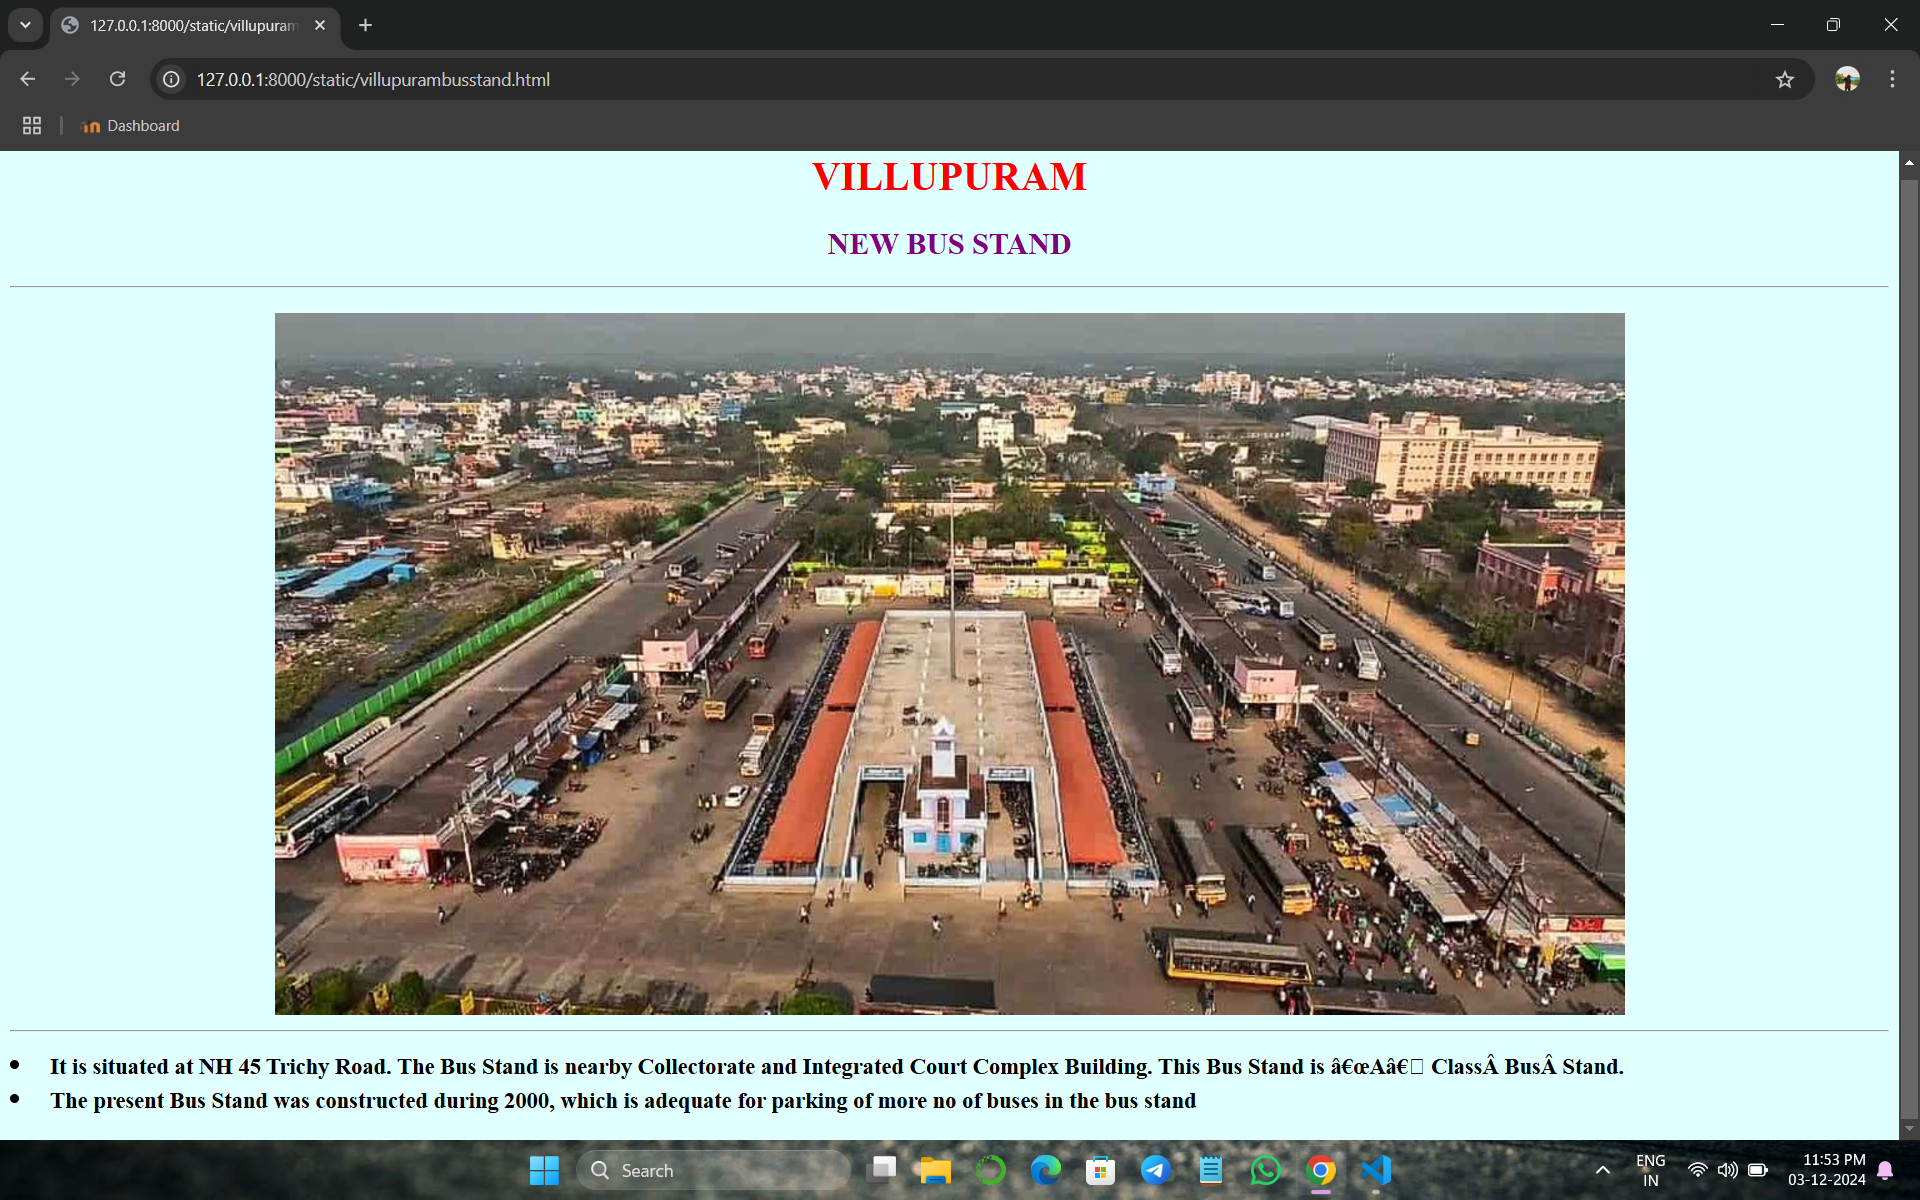 127.0.0.1:8000/static/villupuram
127.0.0.1:8000/static/villupurambusstand.html
Dashboard
VILLUPURAM
NEW BUS STAND
It is situated at NH 45 Trichy Road. The Bus Stand is nearby Collectorate and Integrated Court Complex Building. This Bus Stand is â€œAâ€□ ClassÂ BusÂ Stand.
The present Bus Stand was constructed during 2000, which is adequate for parking of more no of buses in the bus stand
Search
ENG
IN
11:53 PM
03-12-2024